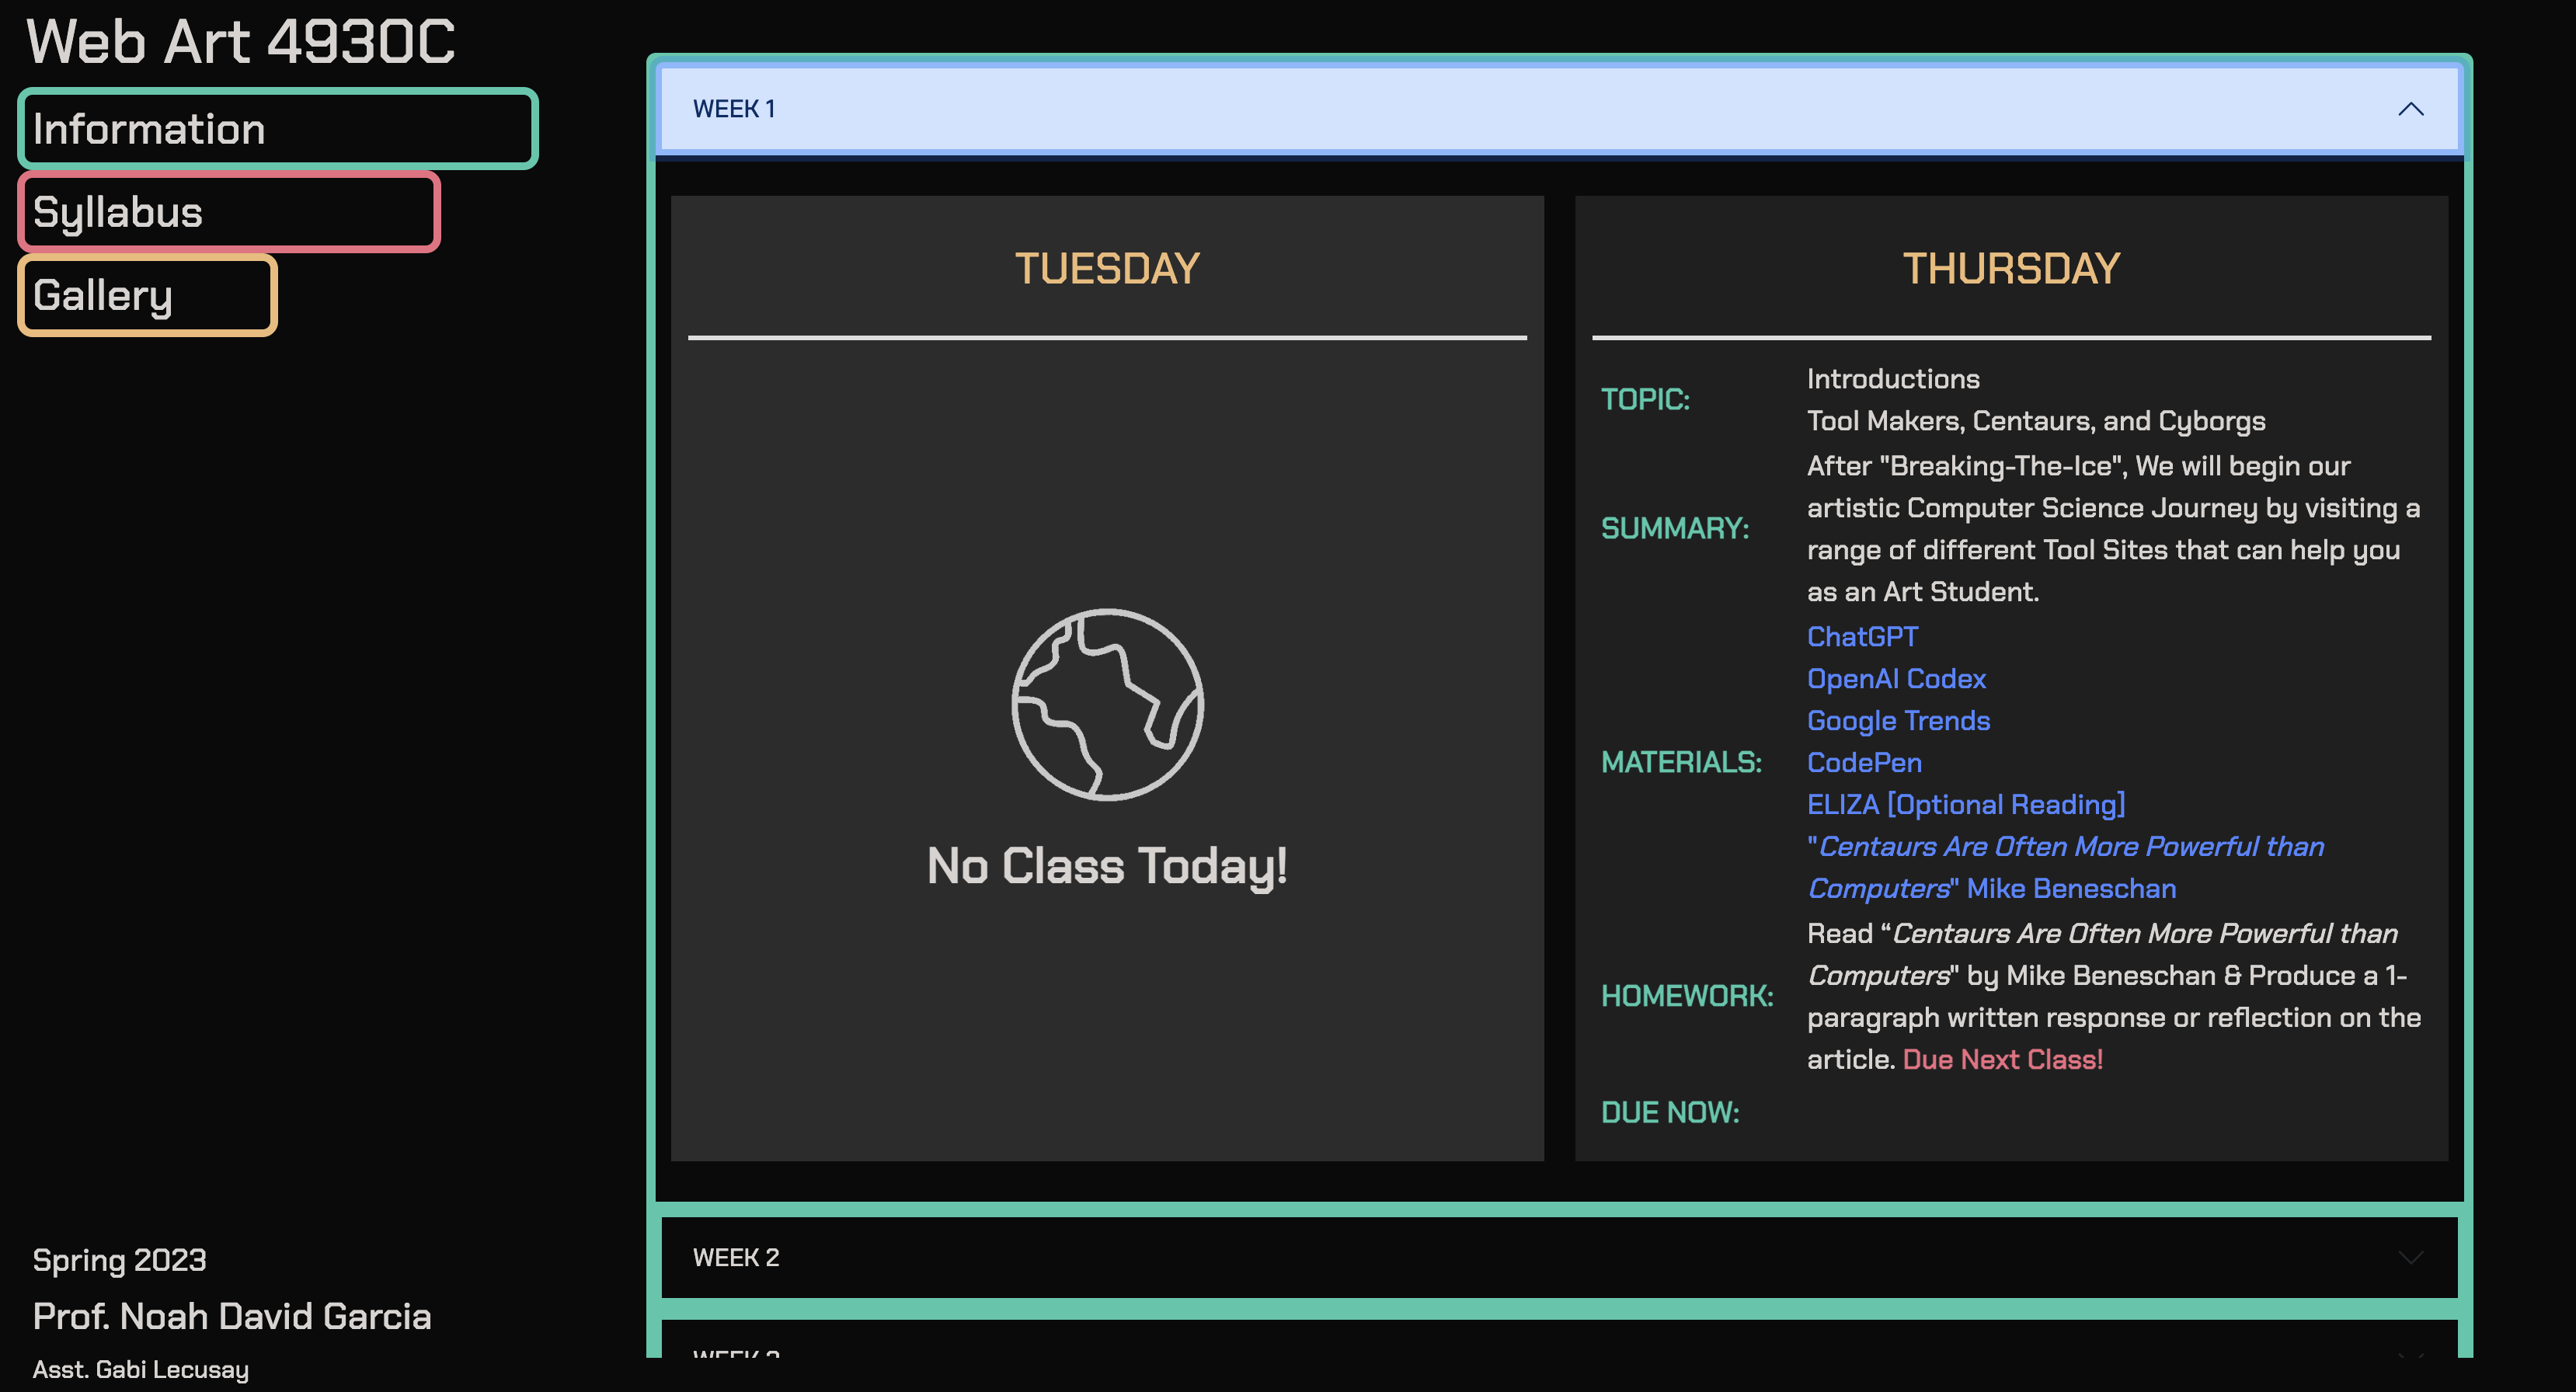 Web Art 4930C
Information
Syllabus
Gallery
Spring 2023
Prof. Noah David Garcia
Asst. Gabi Lecusay
WEEK 1
TUESDAY
No Class Today!
THURSDAY
TOPIC:
Introductions
Tool Makers, Centaurs, and Cyborgs
SUMMARY:
After "Breaking-The-Ice", We will begin our
artistic Computer Science Journey by visiting a
range of different Tool Sites that can help you
as an Art Student.
MATERIALS:
ChatGPT
OpenAI Codex
Google Trends
CodePen
ELIZA [Optional Reading]
"Centaurs Are Often More Powerful than
Computers" Mike Beneschan
HOMEWORK:
Read “Centaurs Are Often More Powerful than
Computers" by Mike Beneschan & Produce a 1-
paragraph written response or reflection on the
article. Due Next Class!
DUE NOW:
WEEK 2
WEEK